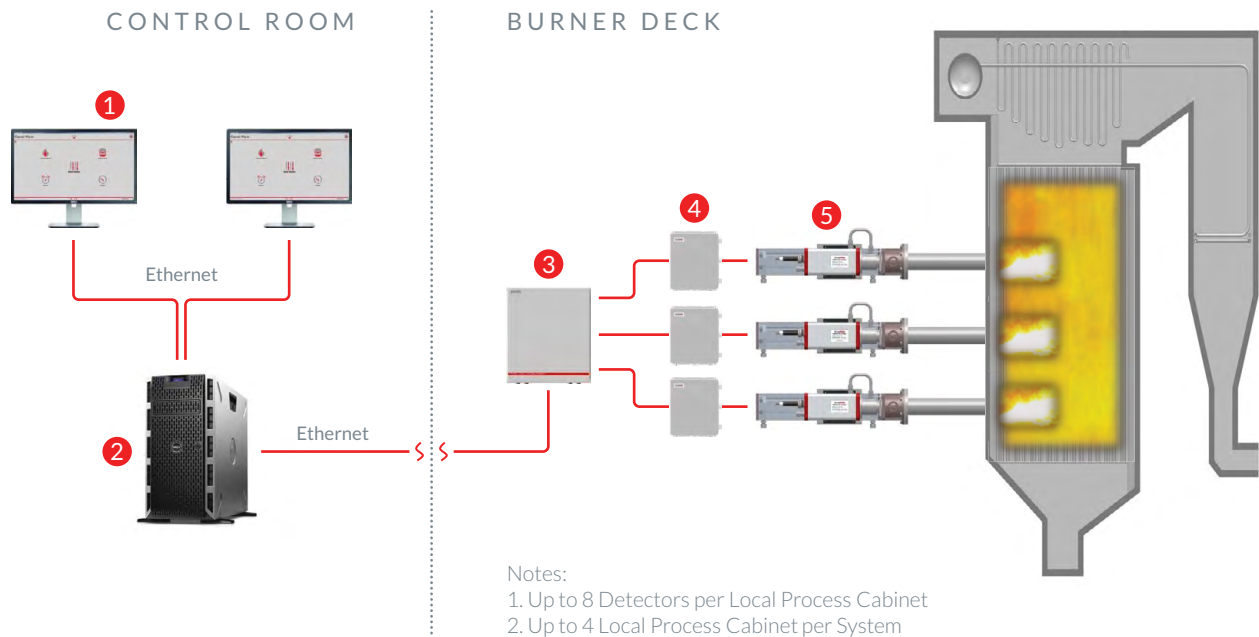 CONTROL ROOM
BURNER DECK
1
4
5
3
Ethernet
2
Ethernet
Notes:
1. Up to 8 Detectors per Local Process Cabinet
2. Up to 4 Local Process Cabinet per System